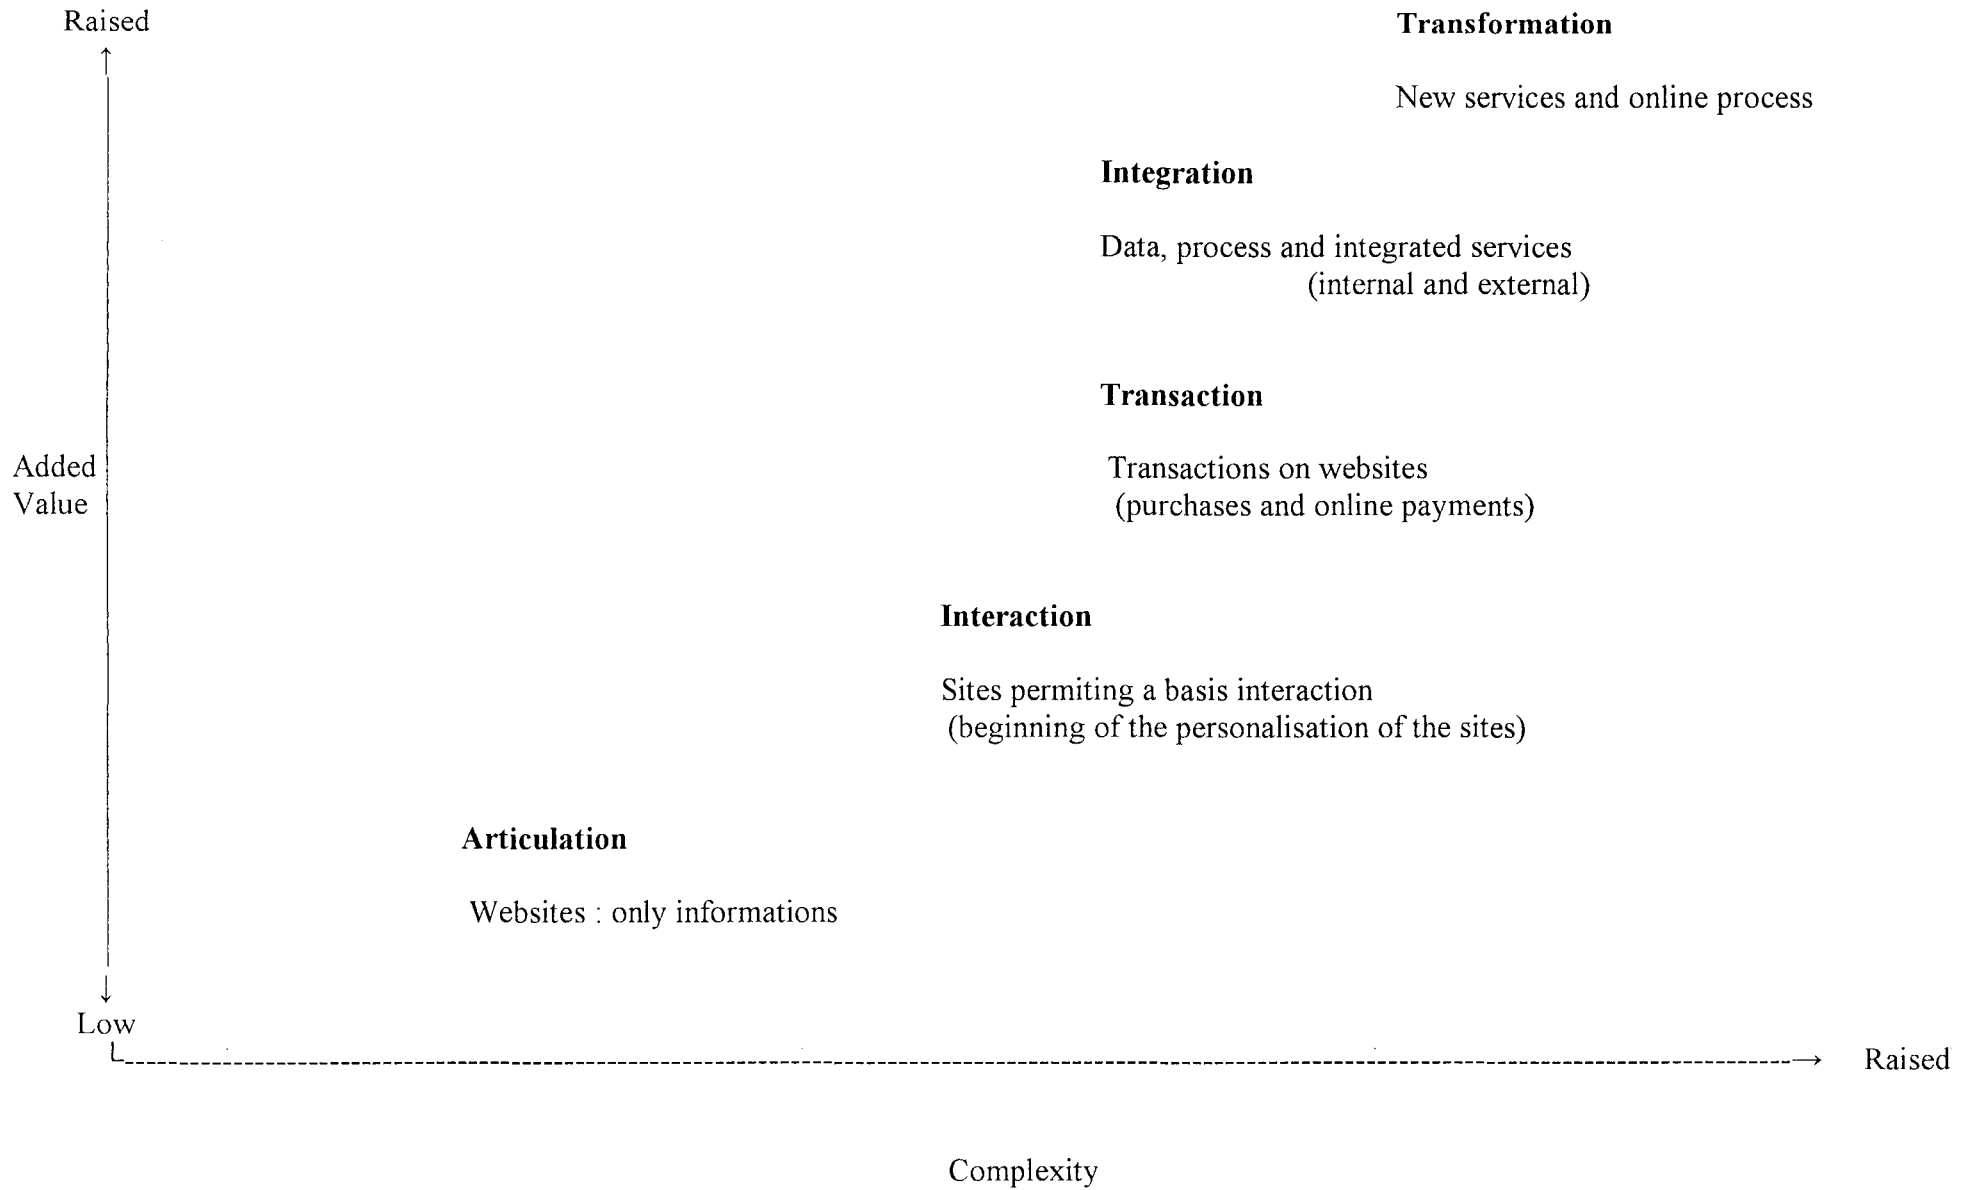 Raised
Transformation
New services and online process
Integration
Data, process and integrated services
(internal and external)
Transaction
Added
Value
Transactions on websites
(purchases and online payments)
Interaction
Sites permiting a basis interaction
(beginning of the personalisation of the sites)
Articulation
Websites : only informations
Low
Raised
Complexity